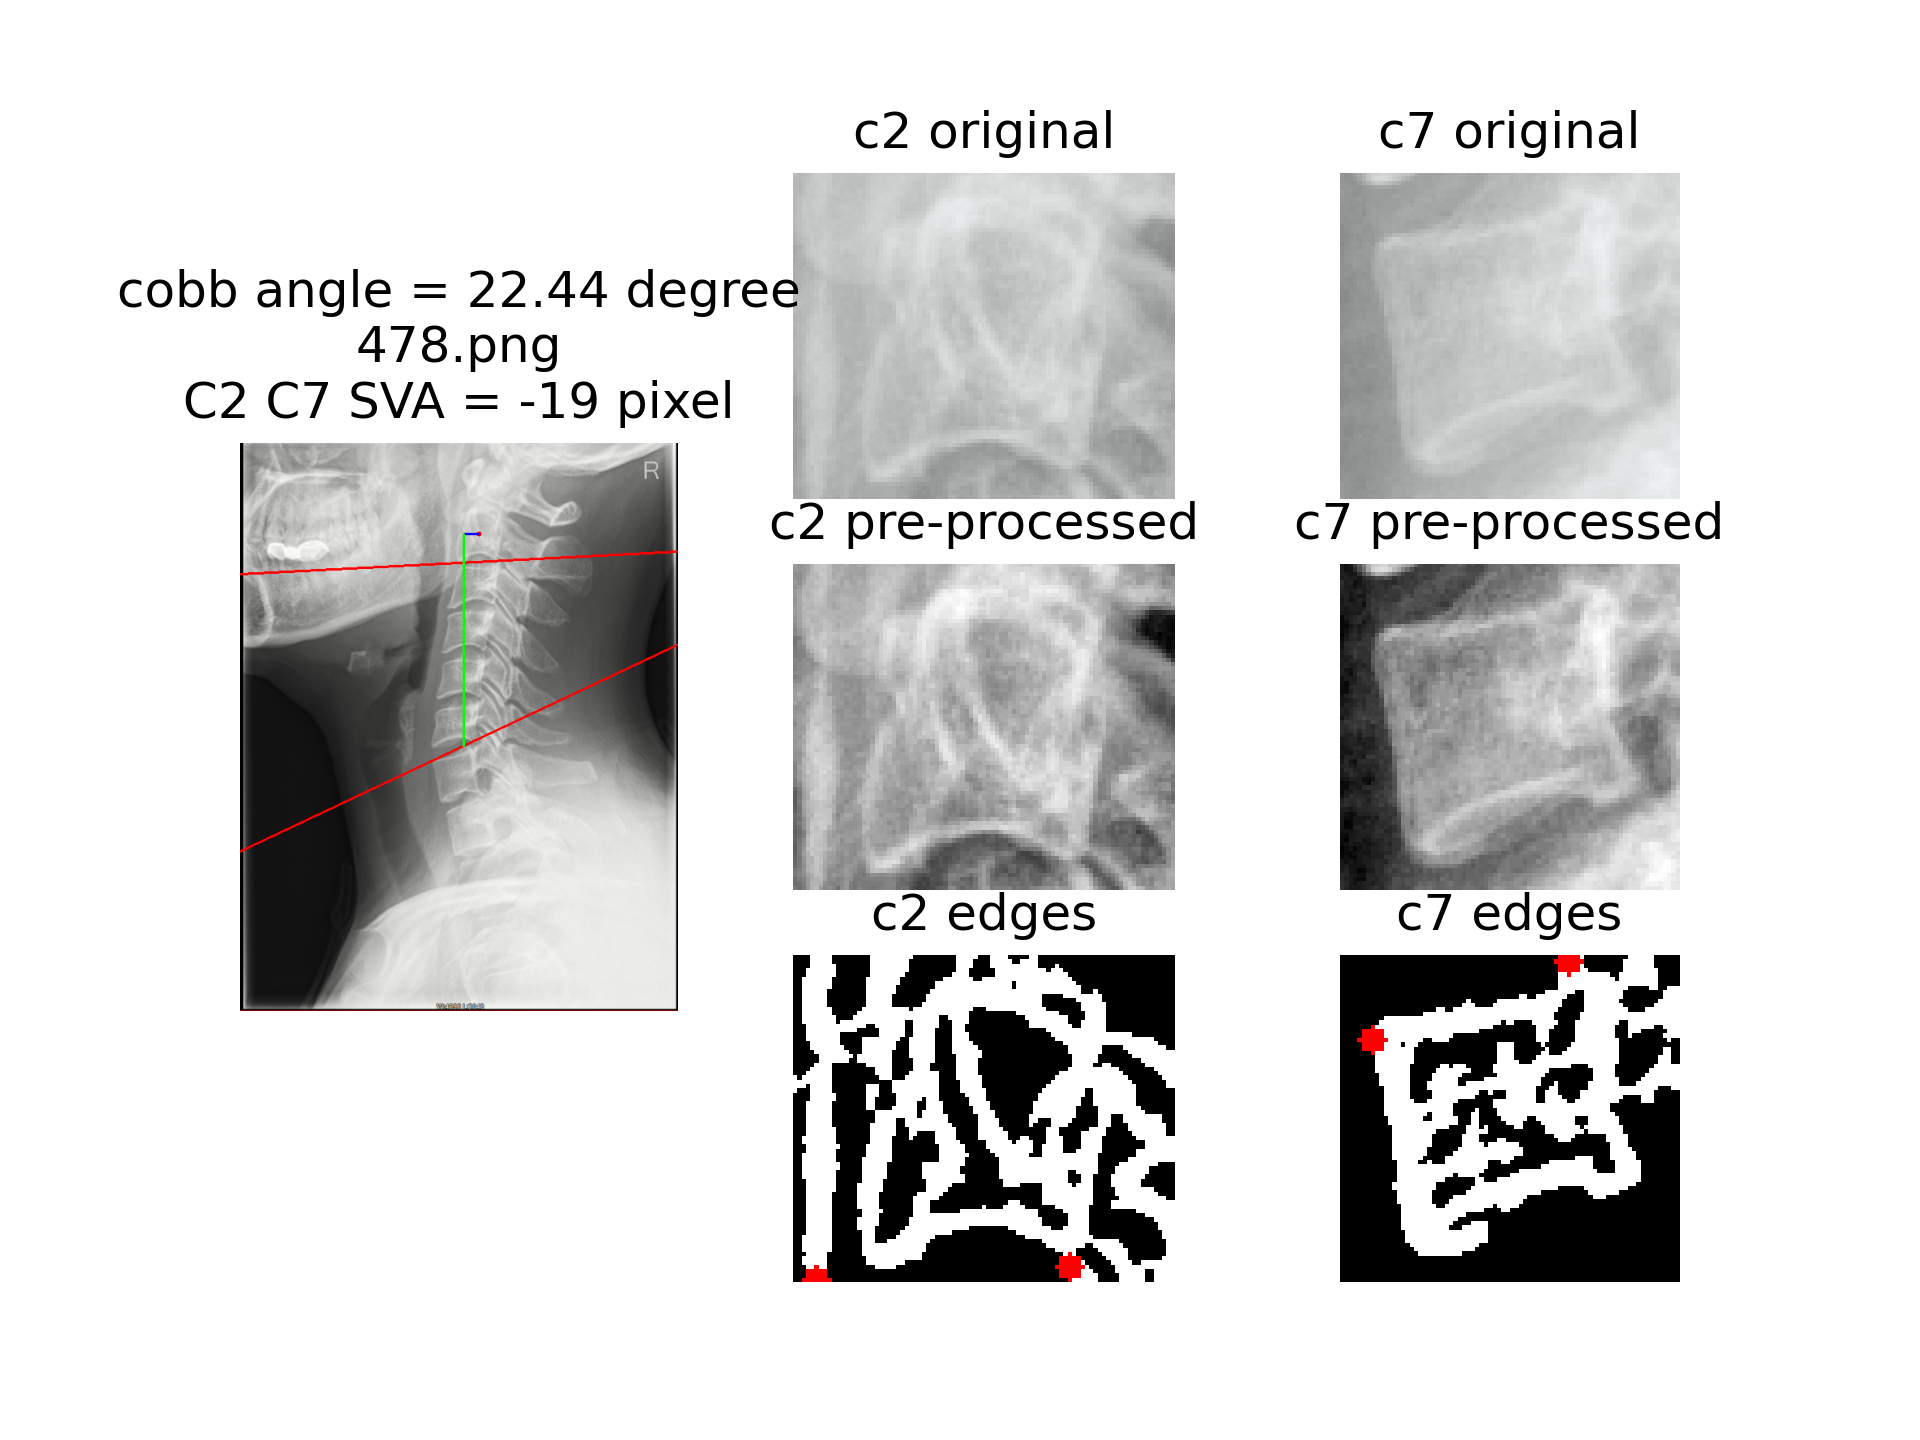 cobb angle = 22.44 degree
478.png
C2 C7 SVA = -19 pixel
R
c2 original
c7 original
c2 pre-processed
c7 pre-processed
c2 edges
c7 edges